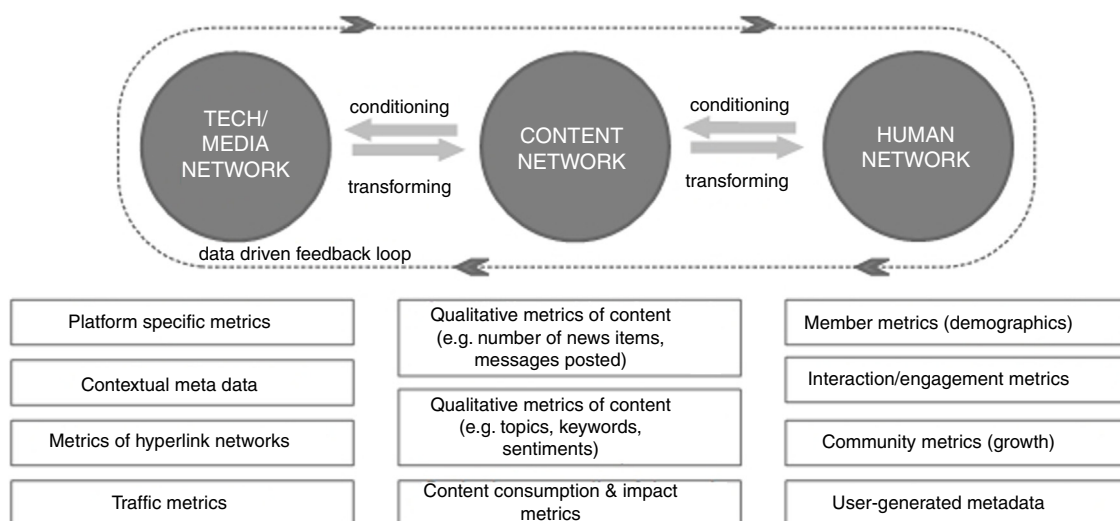 TECH/
MEDIA
NETWORK
conditioning
transforming
CONTENT
NETWORK
conditioning
transforming
HUMAN
NETWORK
data driven feedback loop
Platform specific metrics
Contextual meta data
Metrics of hyperlink networks
Traffic metrics
Qualitative metrics of content
(e.g. number of news items,
messages posted)
Qualitative metrics of content
(e.g. topics, keywords,
sentiments)
Content consumption & impact
metrics
Member metrics (demographics)
Interaction/engagement metrics
Community metrics (growth)
User-generated metadata